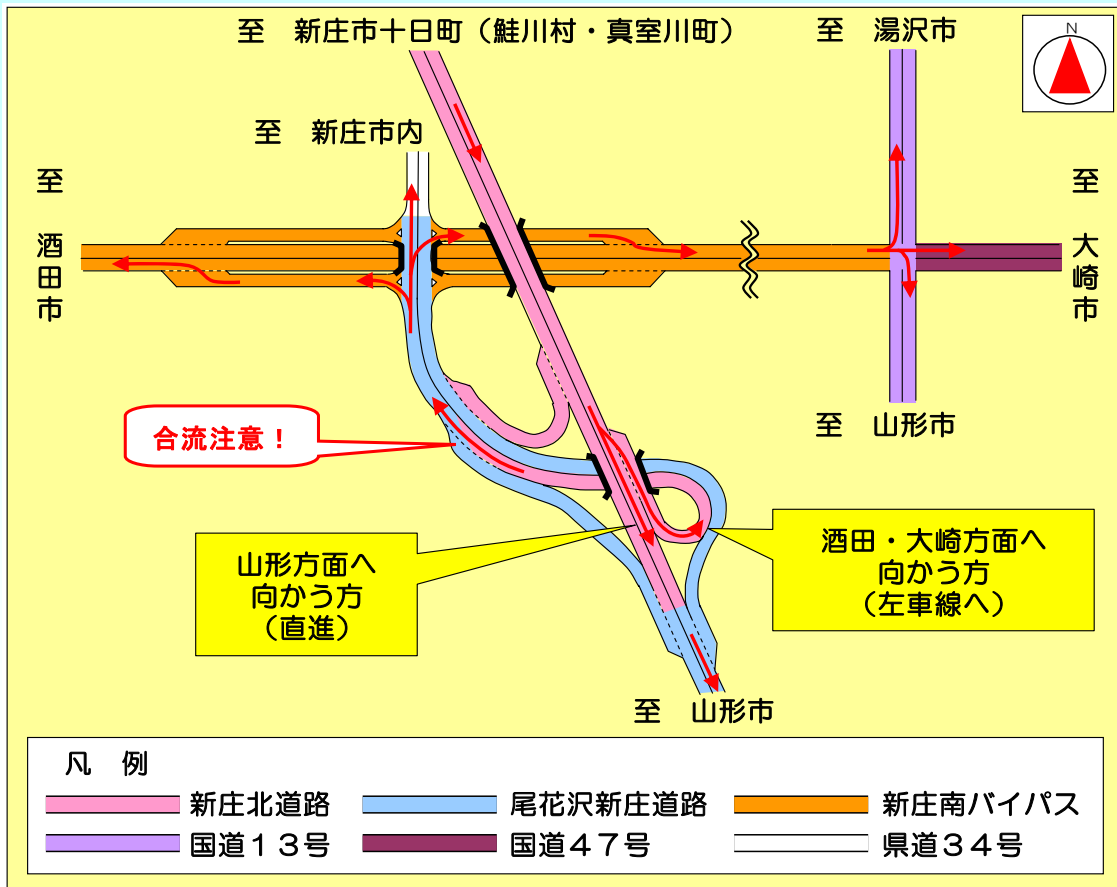 至　新庄市十日町（鮭川村・真室川町）
至　湯沢市
N
至　新庄市内
至　酒田市
至　大崎市
合流注意！
至　山形市
山形方面へ
向かう方
（直進）
酒田・大崎方面へ
向かう方
（左車線へ）
至　山形市
凡　例
新庄北道路
尾花沢新庄道路
新庄南バイパス
国道１３号
国道４７号
県道３４号